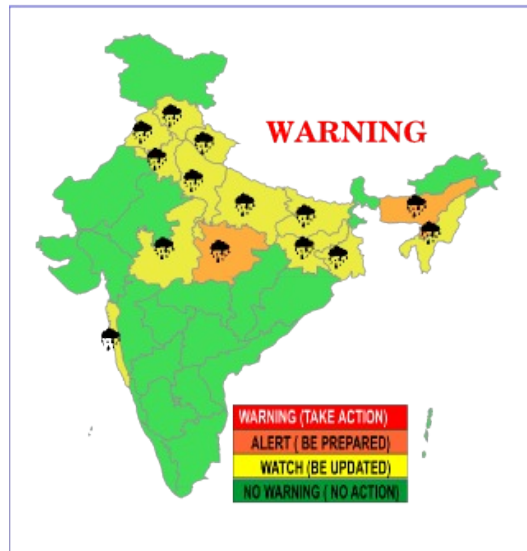 WARNING
WARNING (TAKE ACTION)
ALERT ( BE PREPARED)
WATCH (BE UPDATED)
NO WARNING ( NO ACTION)